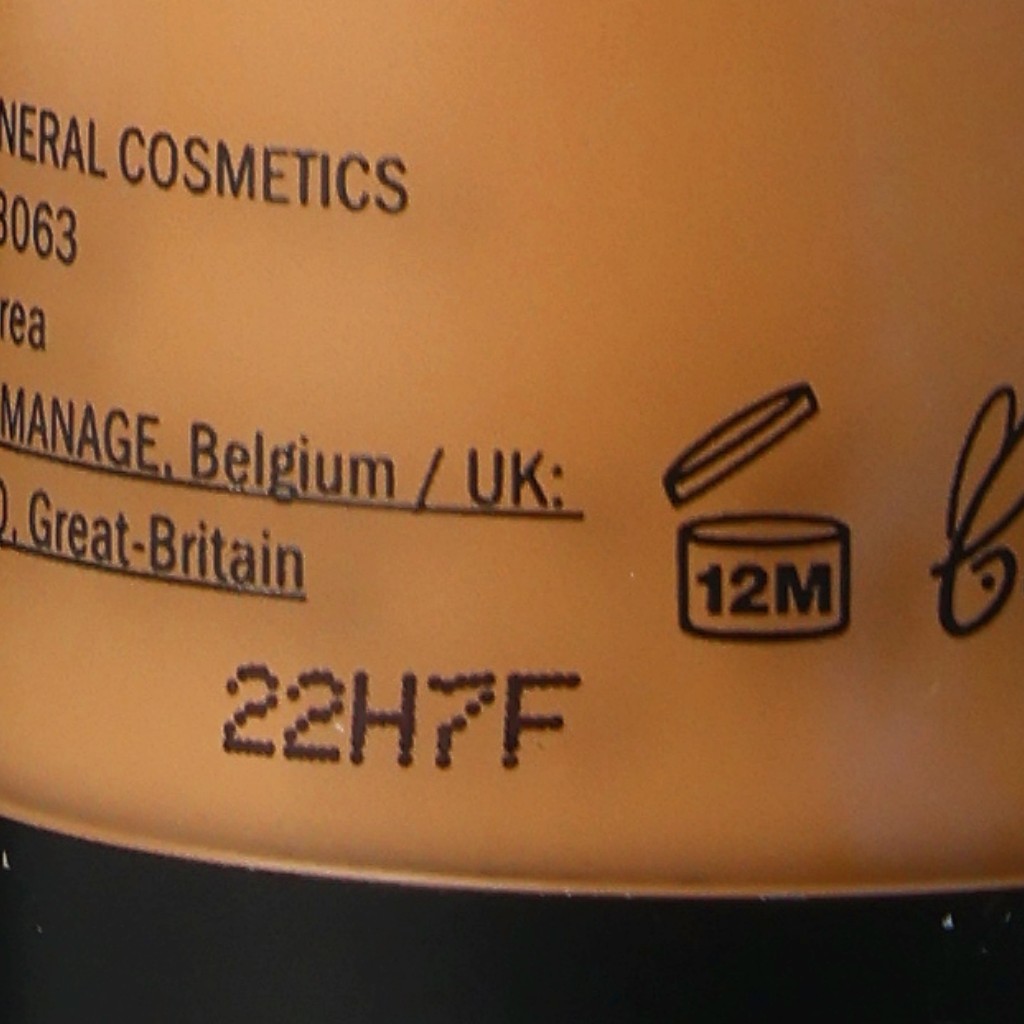 NERAL COSMETICS
3063
rea
MANAGE, Belgium / UK:
, Great-Britain
12M
22H7F